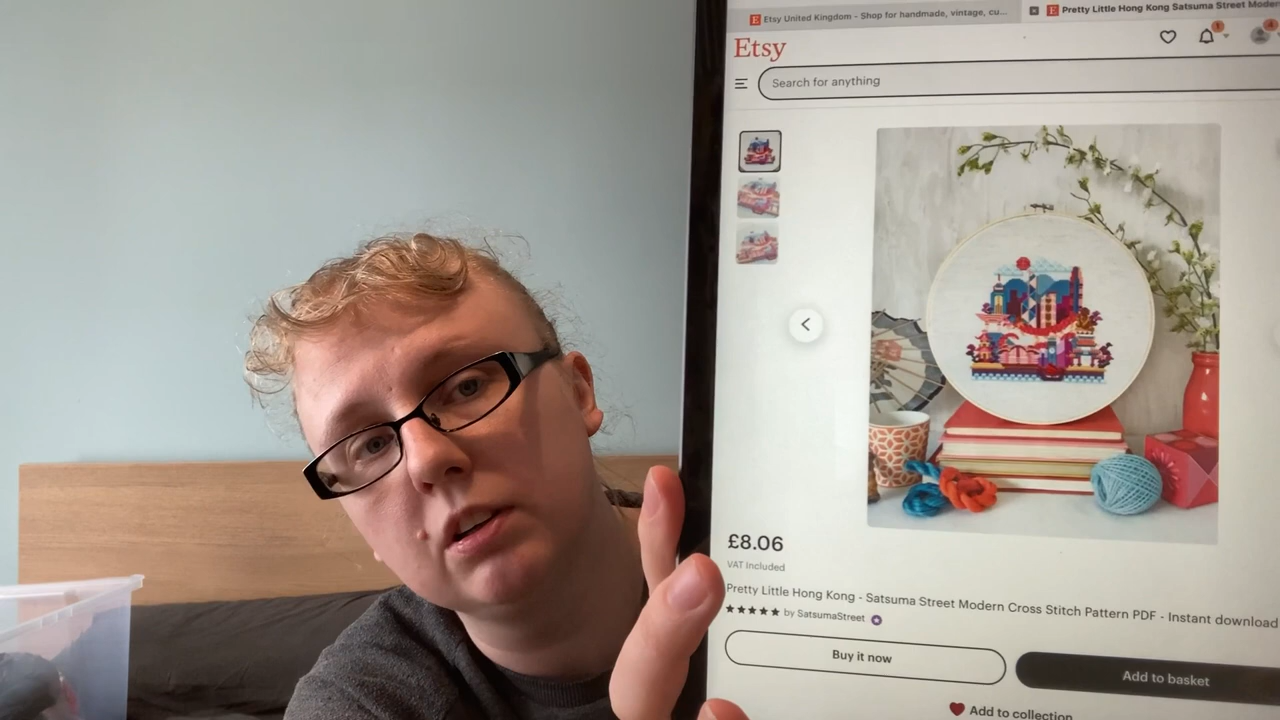 Etsy United Kingdom - Shop for handmade, vintage, cu...
Pretty Little Hong Kong Satsuma Street Modern
Etsy
Search for anything
£8.06
VAT Included
Pretty Little Hong Kong - Satsuma Street Modern Cross Stitch Pattern PDF - Instant download
by SatsumaStreet
Buy it now
Add to basket
Add to collection